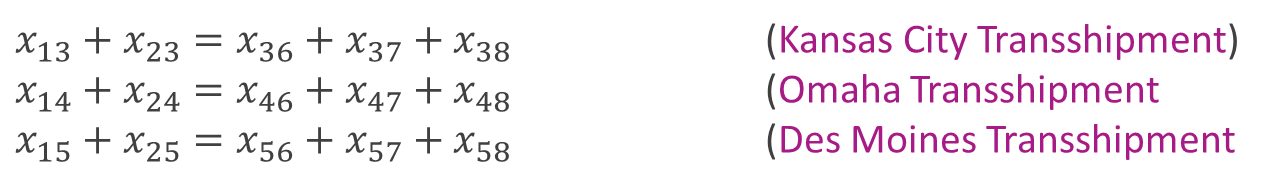 x₁₃ + x₂₃ = x₃₆ + x₃₇ + x₃₈ (Kansas City Transshipment)
x₁₄ + x₂₄ = x₄₆ + x₄₇ + x₄₈ (Omaha Transshipment
x₁₅ + x₂₅ = x₅₆ + x₅₇ + x₅₈ (Des Moines Transshipment